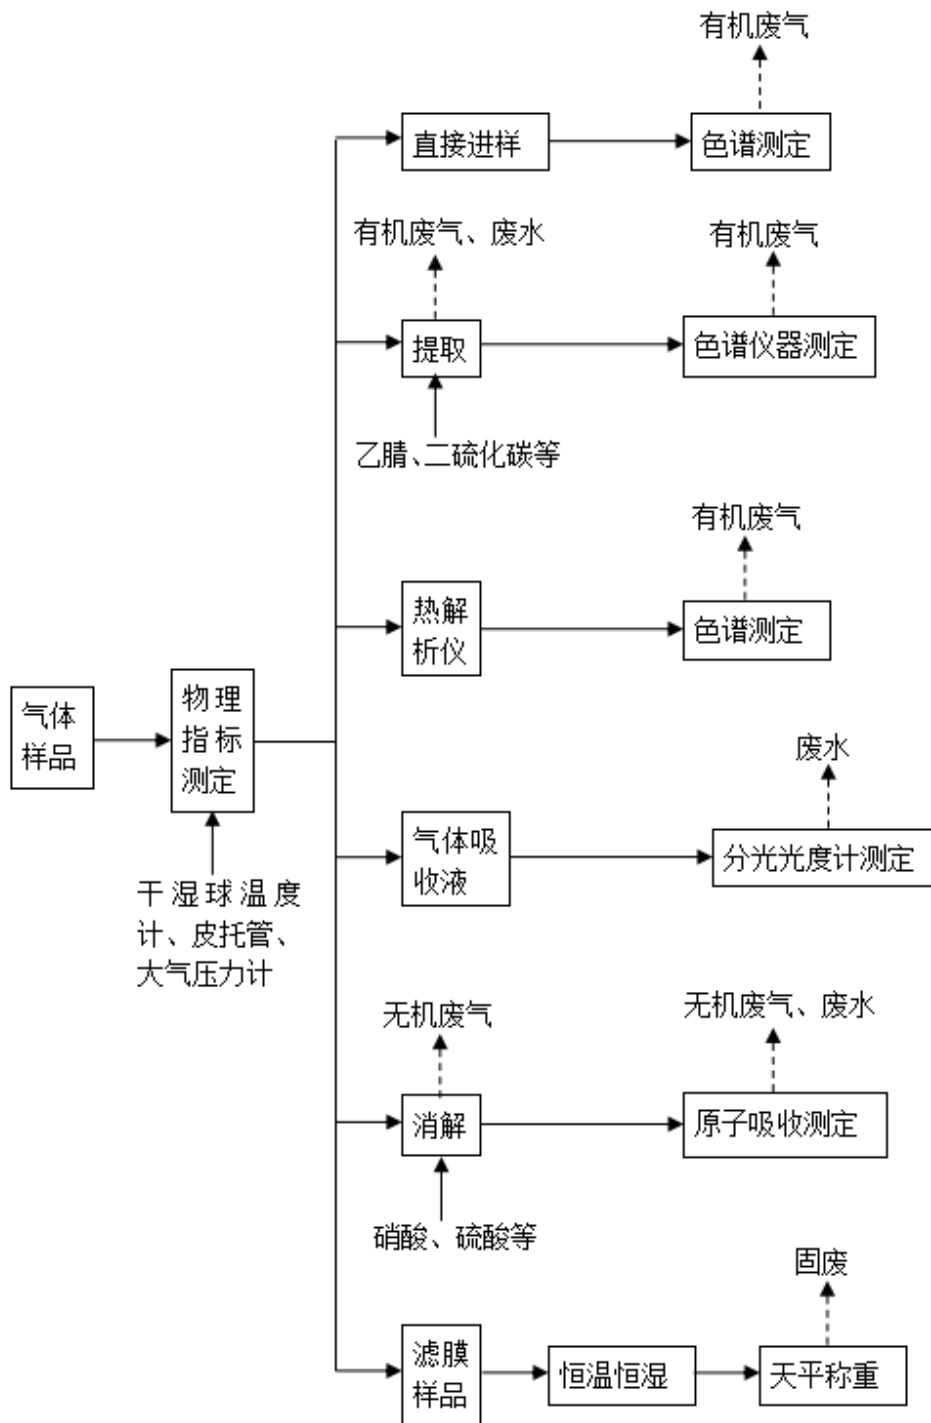 有机废气
直接进样
色谱测定
有机废气、废水
有机废气
提取
色谱仪器测定
乙腈、二硫化碳等
有机废气
热解
析仪
色谱测定
气体
样品
物理
指标
测定
干湿球温度
计、皮托管、
大气压力计
废水
气体吸
收液
分光光度计测定
无机废气
无机废气、废水
消解
原子吸收测定
硝酸、硫酸等
固废
滤膜
样品
恒温恒湿
天平称重